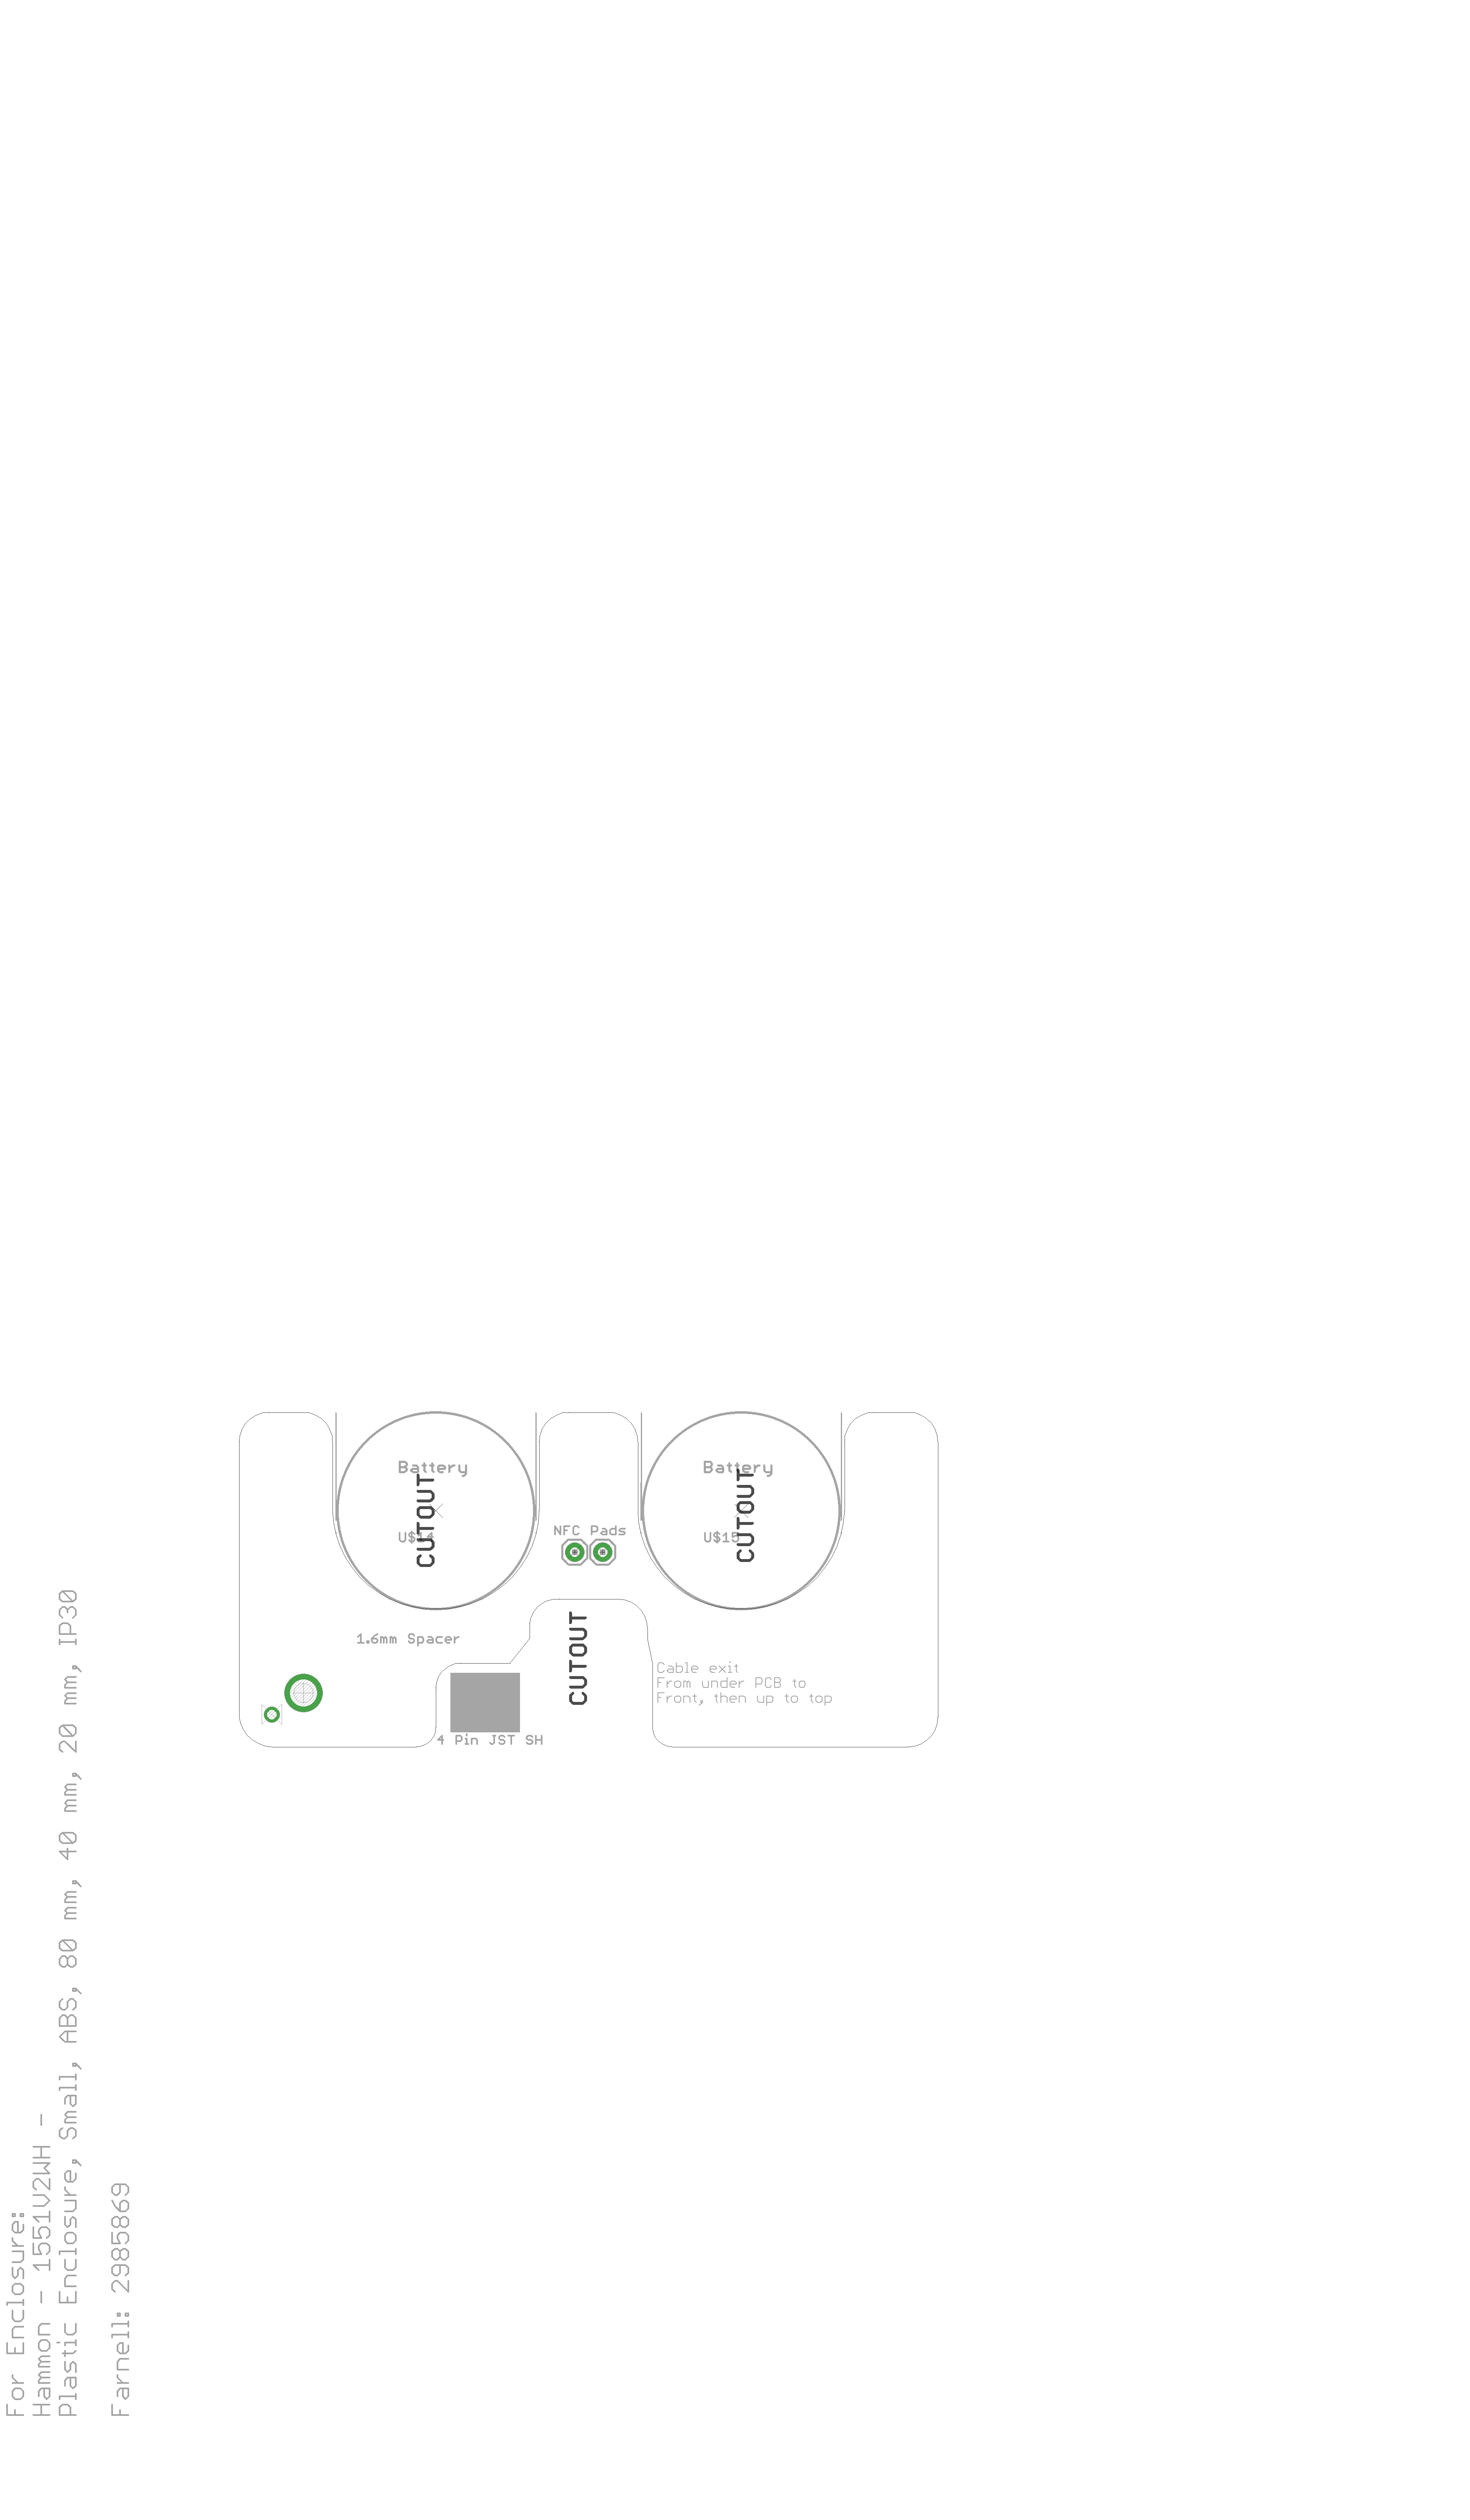 For Enclosure:
Hammon - 1551V2WH -
Plastic Enclosure, Small, ABS, 80 mm, 40 mm, 20 mm, IP30
Farnell: 2985869
Battery
CUTOUT
U$14
Battery
CUTOUT
U$15
NFC Pads
CUTOUT
1.6mm Spacer
Cable exit
From under PCB to
Front, then up to top
4 Pin JST SH